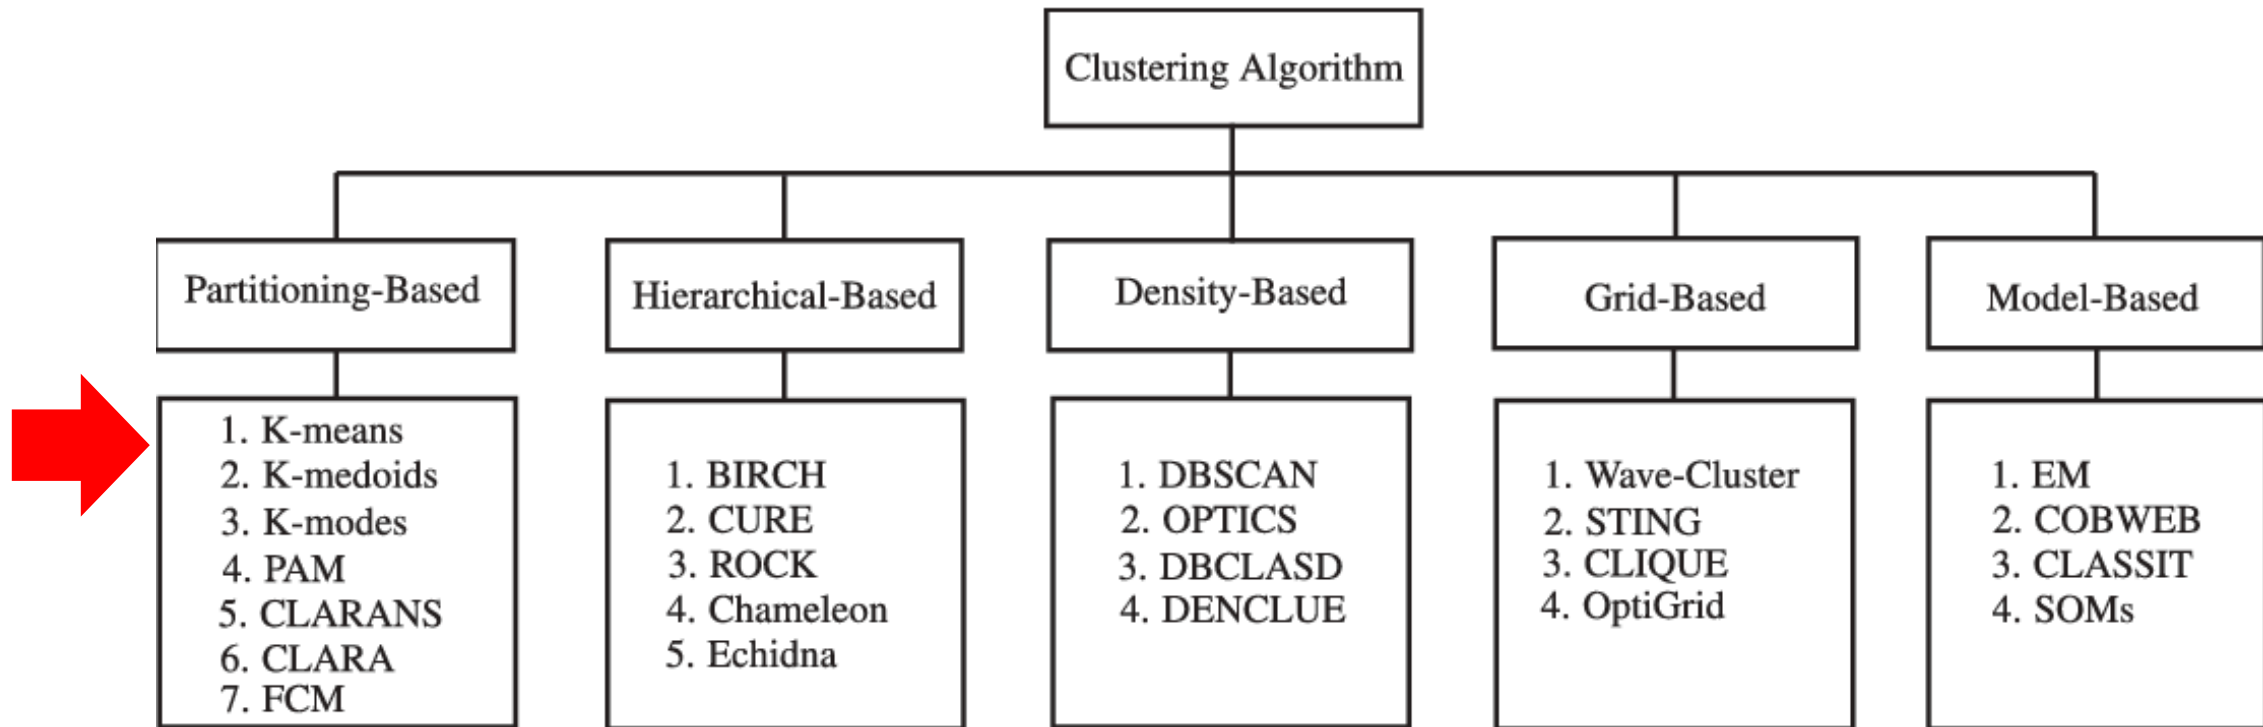 Clustering Algorithm
Partitioning-Based
Hierarchical-Based
Density-Based
Grid-Based
Model-Based
1. K-means
2. K-medoids
3. K-modes
4. PAM
5. CLARANS
6. CLARA
7. FCM
1. BIRCH
2. CURE
3. ROCK
4. Chameleon
5. Echidna
1. DBSCAN
2. OPTICS
3. DBCLASD
4. DENCLUE
1. Wave-Cluster
2. STING
3. CLIQUE
4. OptiGrid
1. EM
2. COBWEB
3. CLASSIT
4. SOMs